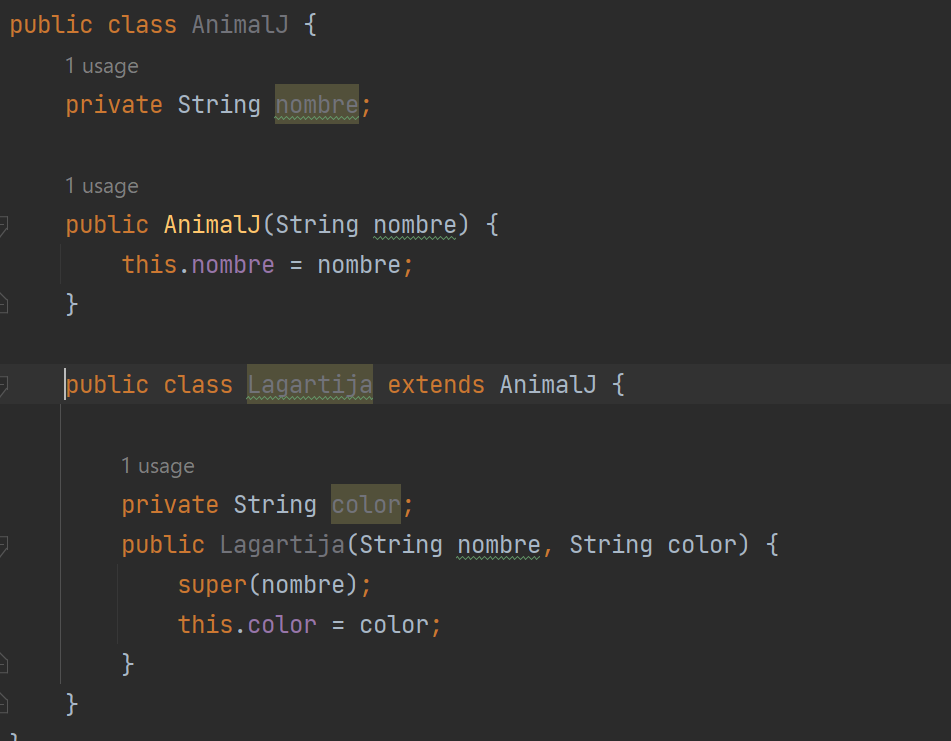 public class AnimalJ {
1 usage
private String nombre;
1 usage
public AnimalJ(String nombre) {
this.nombre = nombre;
}
public class Lagartija extends AnimalJ {
1 usage
private String color;
public Lagartija(String nombre, String color) {
super(nombre);
this.color = color;
}
}
}